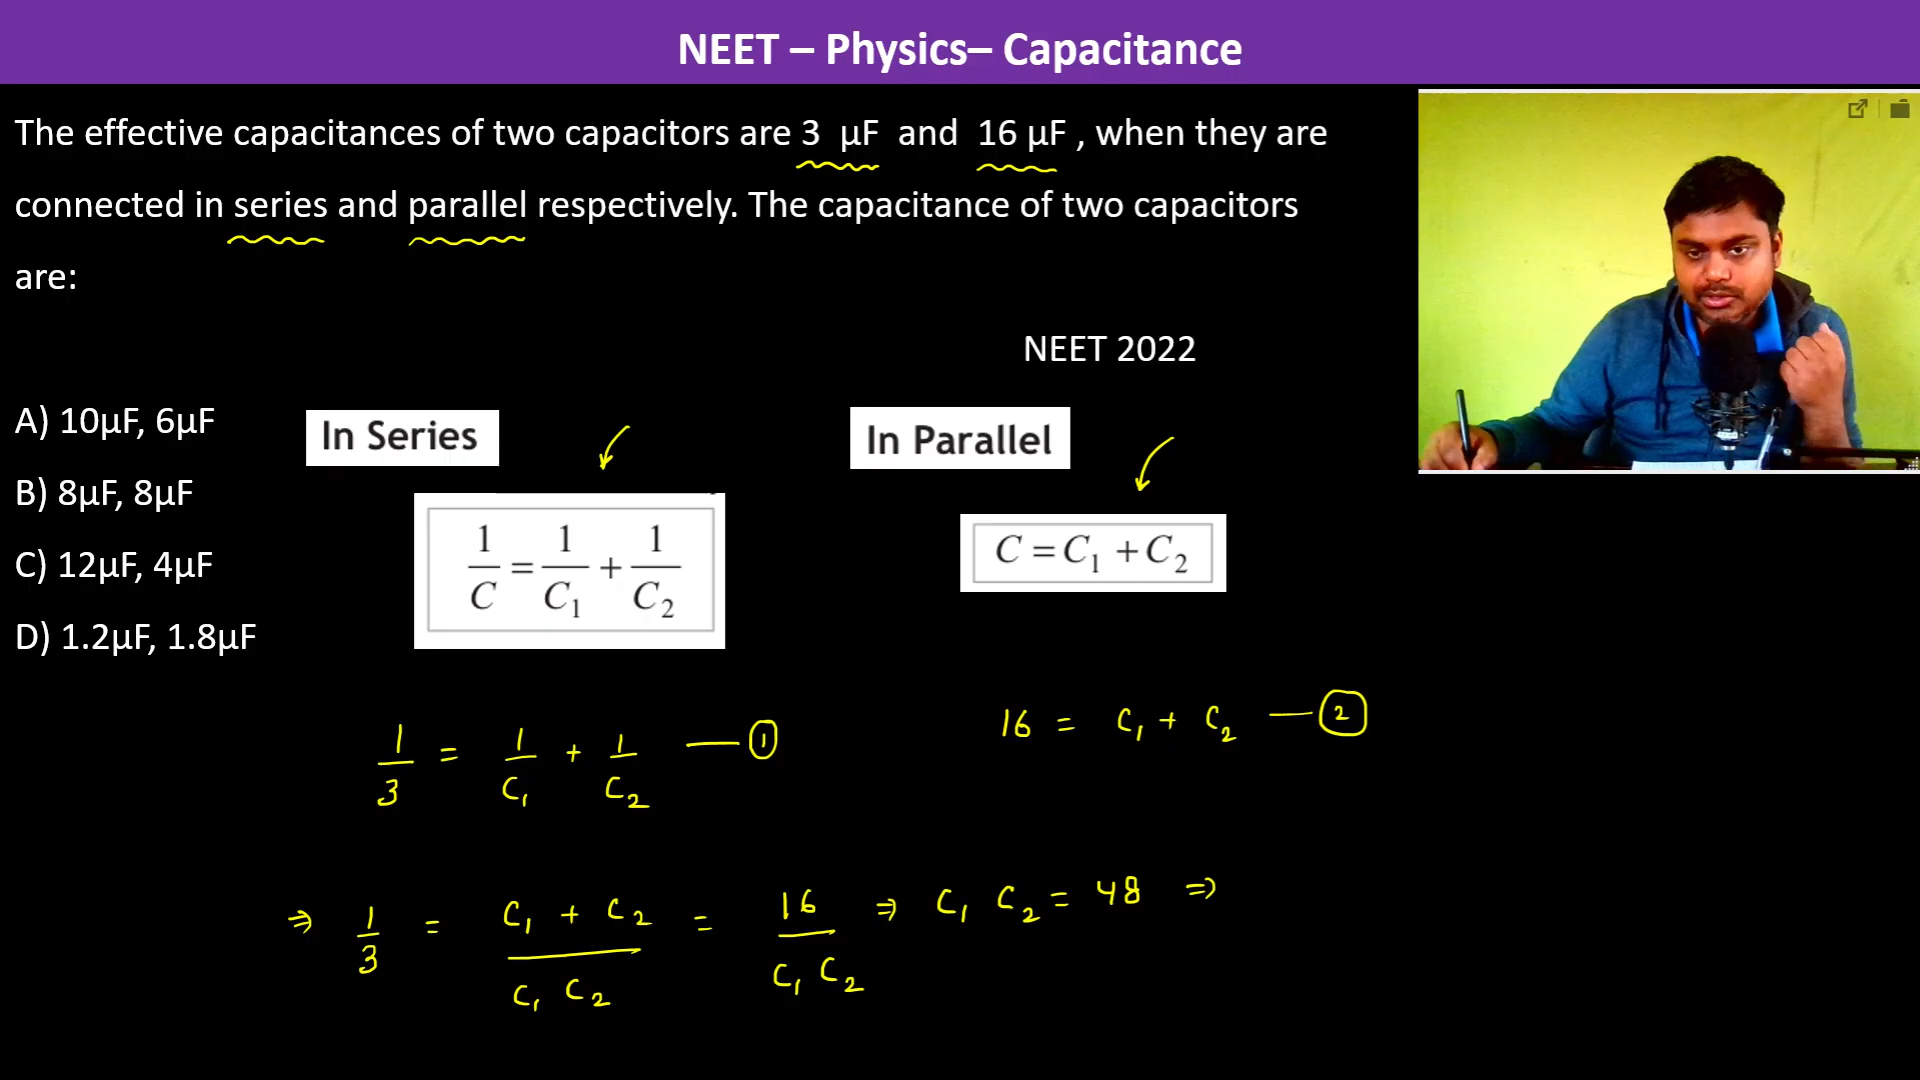 NEET – Physics– Capacitance
The effective capacitances of two capacitors are 3 μF and 16 μF , when they are
connected in series and parallel respectively. The capacitance of two capacitors
are:
NEET 2022
A) 10μF, 6μF
B) 8μF, 8μF
C) 12μF, 4μF
D) 1.2μF, 1.8μF
In Series
1/C = 1/C₁ + 1/C₂
In Parallel
C = C₁ + C₂
1/3 = 1/C₁ + 1/C₂ — ①
16 = C₁ + C₂ — ②
⇒ 1/3 = (C₁ + C₂)/(C₁ C₂) = 16/(C₁ C₂) ⇒ C₁ C₂ = 48 ⇒